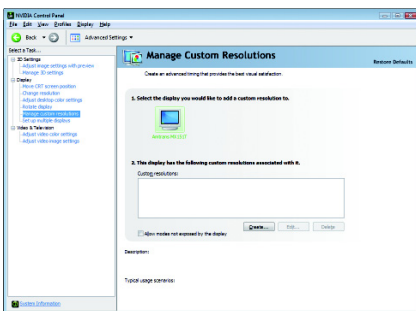 NVIDIA Control Panel
File Edit View Profiles Display Help
Back Advanced Settings
Select a Task...
3D Settings
Adjust image settings with preview
Manage 3D settings
Display
Move CRT screen position
Change resolution
Adjust desktop color settings
Rotate display
Manage custom resolutions
Set up multiple displays
Video & Television
Adjust video color settings
Adjust video image settings
System Information
Manage Custom Resolutions
Restore Defaults
Create an advanced timing that provides the best visual satisfaction.
1. Select the display you would like to add a custom resolution to.
2. This display has the following custom resolutions associated with it.
Custom resolutions:
Create... Edit... Delete
Allow modes not exposed by the display
Description:
Typical usage scenarios: